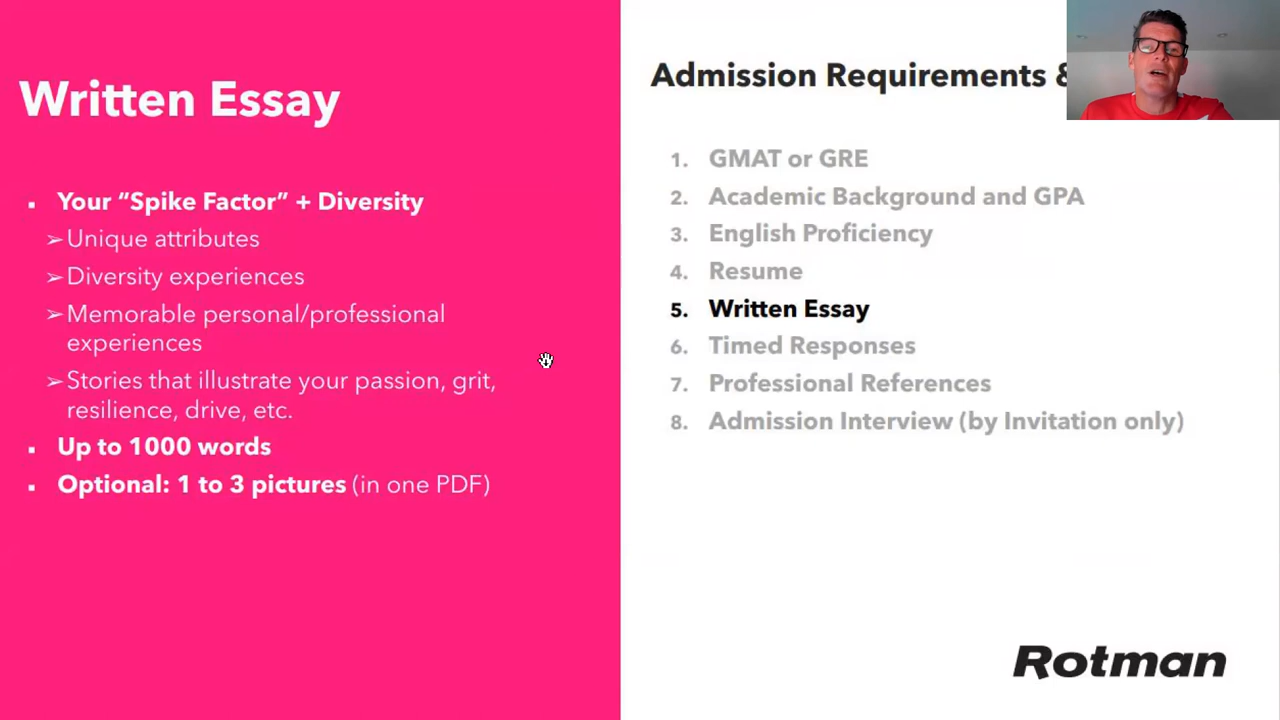 Written Essay
▪ Your “Spike Factor” + Diversity
➢Unique attributes
➢Diversity experiences
➢Memorable personal/professional
experiences
➢Stories that illustrate your passion, grit,
resilience, drive, etc.
▪ Up to 1000 words
▪ Optional: 1 to 3 pictures (in one PDF)
Admission Requirements &
1. GMAT or GRE
2. Academic Background and GPA
3. English Proficiency
4. Resume
5. Written Essay
6. Timed Responses
7. Professional References
8. Admission Interview (by Invitation only)
Rotman